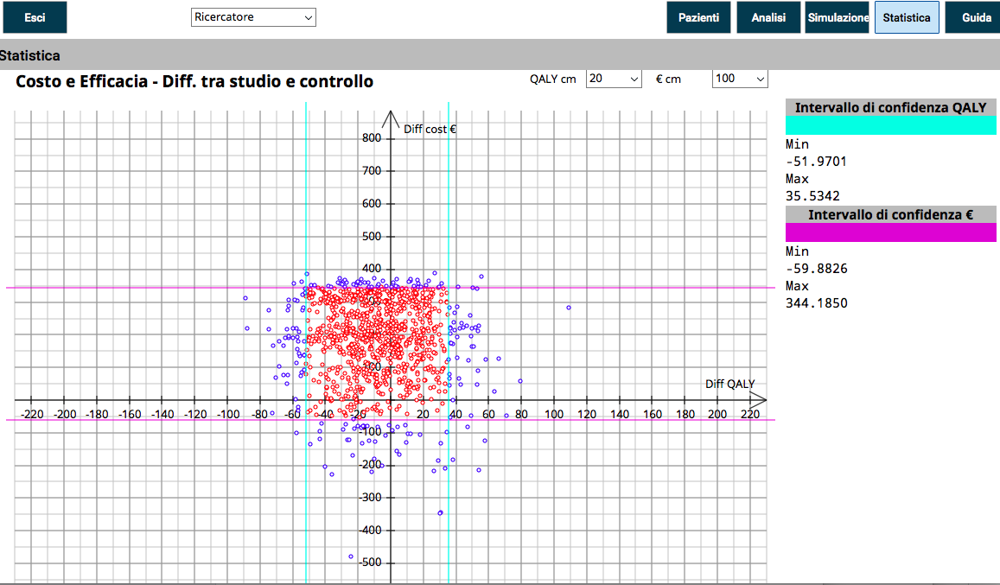 Esci
Ricercatore
Pazienti
Analisi
Simulazione
Statistica
Guida
Statistica
Costo e Efficacia - Diff. tra studio e controllo
QALY cm 20
€ cm 100
Intervallo di confidenza QALY
Min
-51.9701
Max
35.5342
Intervallo di confidenza €
Min
-59.8826
Max
344.1850
Diff cost €
800
700
600
500
400
Diff QALY
-220 -200 -180 -160 -140 -120 -100 -80 -60 -40 -20 20 40 60 80 100 120 140 160 180 200 220
-100
-200
-300
-400
-500